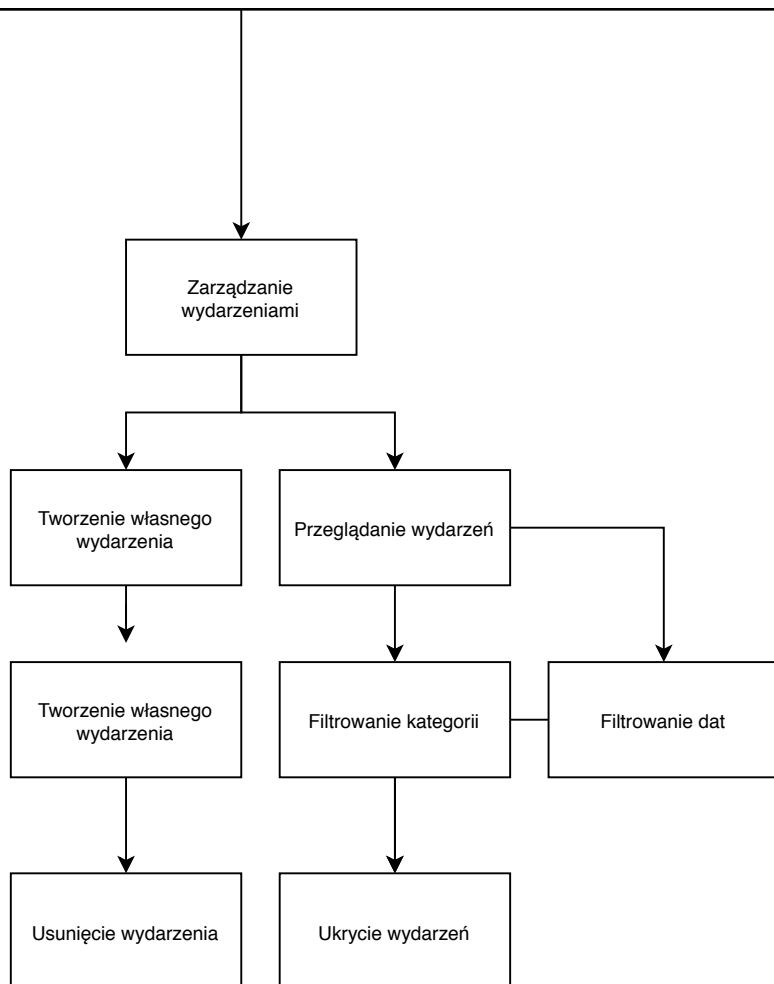 Zarządzanie
wydarzeniami
Tworzenie własnego
wydarzenia
Przeglądanie wydarzeń
Tworzenie własnego
wydarzenia
Filtrowanie kategorii
Filtrowanie dat
Usunięcie wydarzenia
Ukrycie wydarzeń